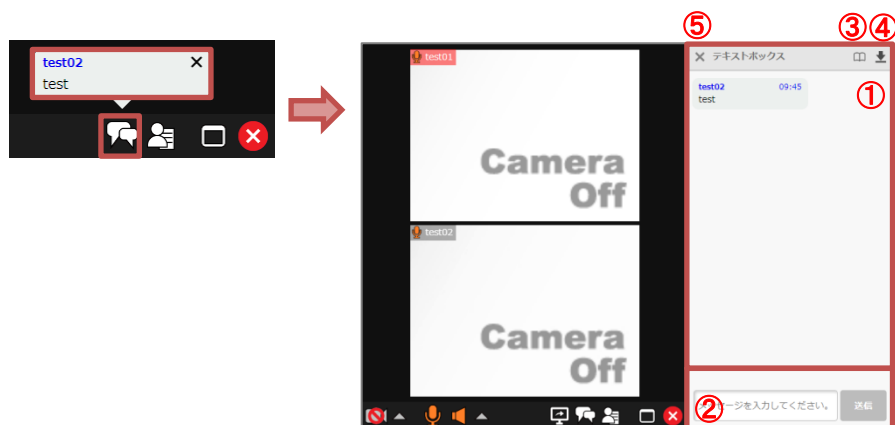 test02
test
⑤
③④
test01
テキストボックス
test02 09:45
test
①
Camera
Off
test02
Camera
Off
②
セージを入力してください。
送信